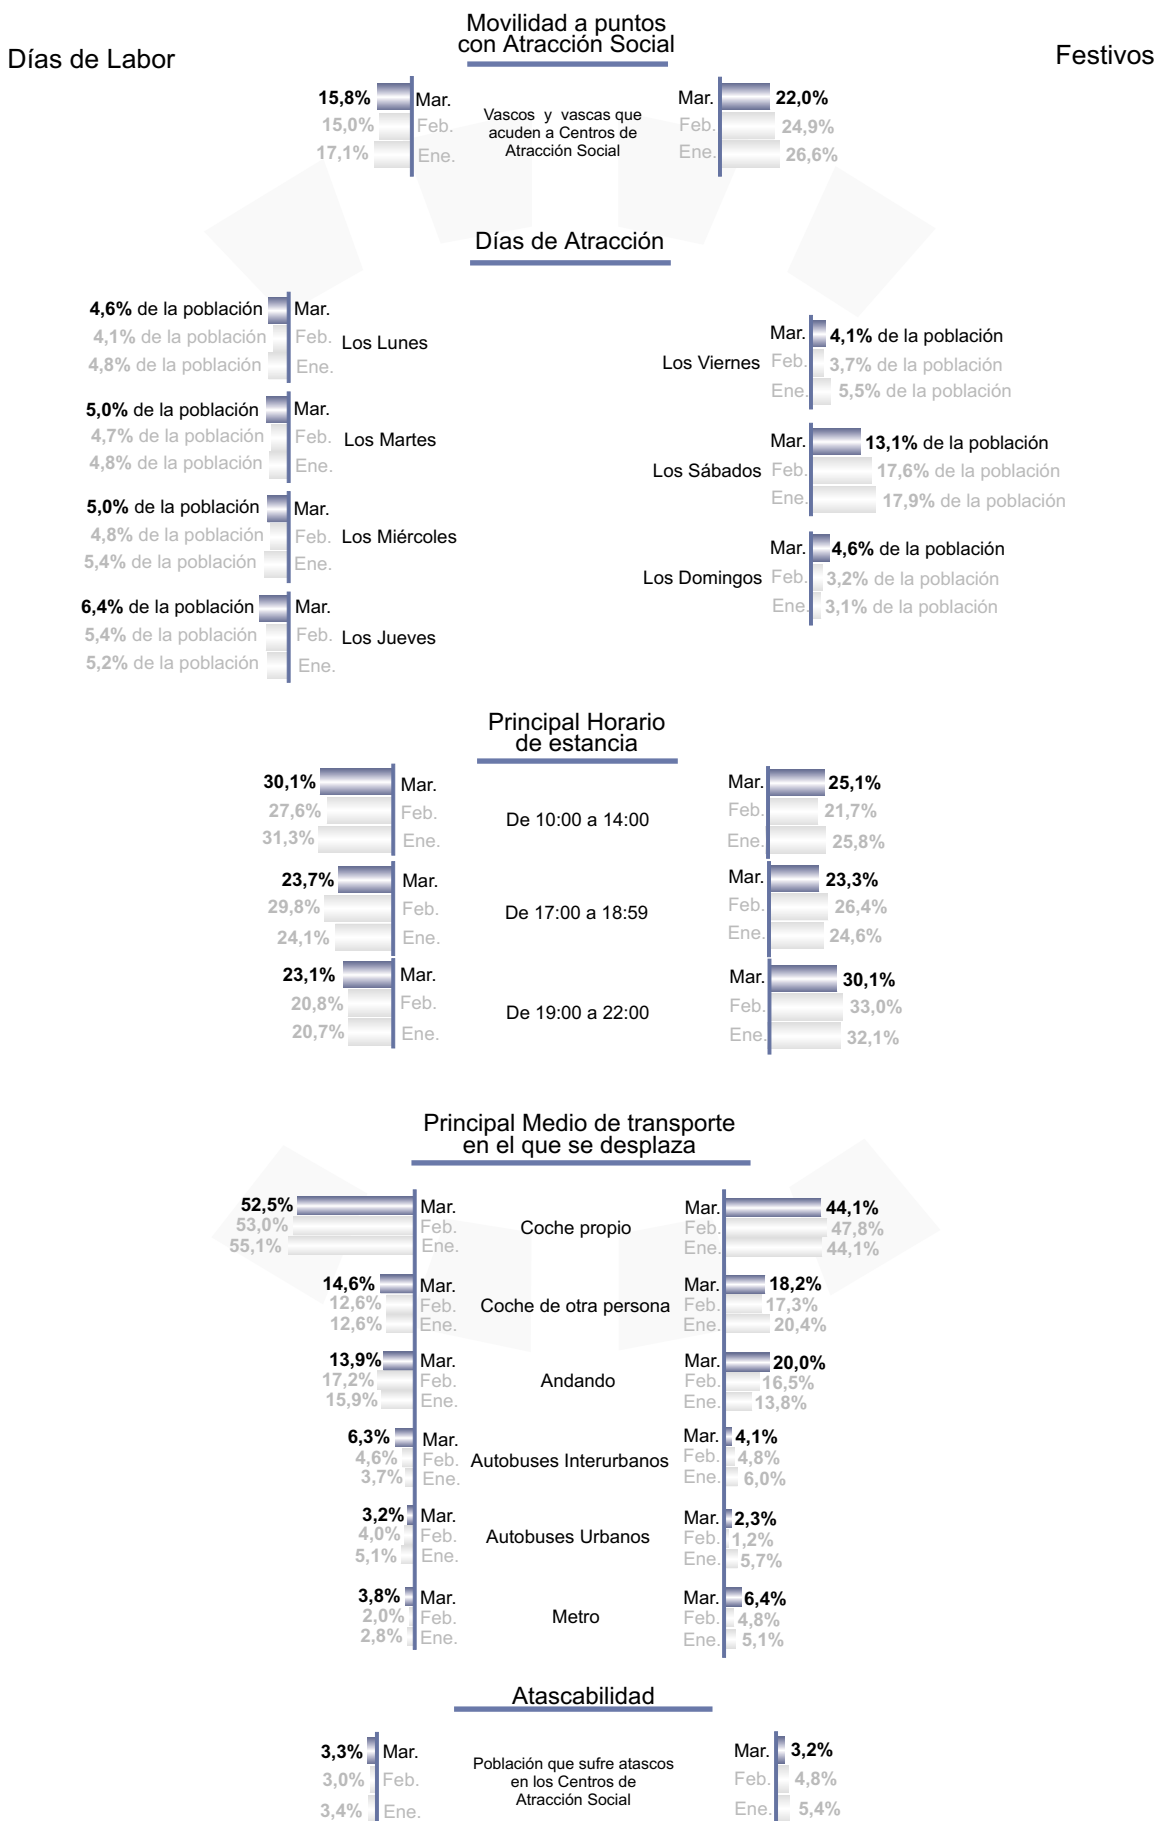 Movilidad a puntos
con Atracción Social
Días de Labor
Festivos
15,8% Mar.
15,0% Feb.
17,1% Ene.
Vascos y vascas que
acuden a Centros de
Atracción Social
Mar. 22,0%
Feb. 24,9%
Ene. 26,6%
Días de Atracción
4,6% de la población Mar.
4,1% de la población Feb.
4,8% de la población Ene.
Los Lunes
5,0% de la población Mar.
4,7% de la población Feb.
4,8% de la población Ene.
Los Martes
5,0% de la población Mar.
4,8% de la población Feb.
5,4% de la población Ene.
Los Miércoles
6,4% de la población Mar.
5,4% de la población Feb.
5,2% de la población Ene.
Los Jueves
Los Viernes
Mar. 4,1% de la población
Feb. 3,7% de la población
Ene. 5,5% de la población
Los Sábados
Mar. 13,1% de la población
Feb. 17,6% de la población
Ene. 17,9% de la población
Los Domingos
Mar. 4,6% de la población
Feb. 3,2% de la población
Ene. 3,1% de la población
Principal Horario
de estancia
30,1% Mar.
27,6% Feb.
31,3% Ene.
De 10:00 a 14:00
Mar. 25,1%
Feb. 21,7%
Ene. 25,8%
23,7% Mar.
29,8% Feb.
24,1% Ene.
De 17:00 a 18:59
Mar. 23,3%
Feb. 26,4%
Ene. 24,6%
23,1% Mar.
20,8% Feb.
20,7% Ene.
De 19:00 a 22:00
Mar. 30,1%
Feb. 33,0%
Ene. 32,1%
Principal Medio de transporte
en el que se desplaza
52,5% Mar.
53,0% Feb.
55,1% Ene.
Coche propio
Mar. 44,1%
Feb. 47,8%
Ene. 44,1%
14,6% Mar.
12,6% Feb.
12,6% Ene.
Coche de otra persona
Mar. 18,2%
Feb. 17,3%
Ene. 20,4%
13,9% Mar.
17,2% Feb.
15,9% Ene.
Andando
Mar. 20,0%
Feb. 16,5%
Ene. 13,8%
6,3% Mar.
4,6% Feb.
3,7% Ene.
Autobuses Interurbanos
Mar. 4,1%
Feb. 4,8%
Ene. 6,0%
3,2% Mar.
4,0% Feb.
5,1% Ene.
Autobuses Urbanos
Mar. 2,3%
Feb. 1,2%
Ene. 5,7%
3,8% Mar.
2,0% Feb.
2,8% Ene.
Metro
Mar. 6,4%
Feb. 4,8%
Ene. 5,1%
Atascabilidad
3,3% Mar.
3,0% Feb.
3,4% Ene.
Población que sufre atascos
en los Centros de
Atracción Social
Mar. 3,2%
Feb. 4,8%
Ene. 5,4%